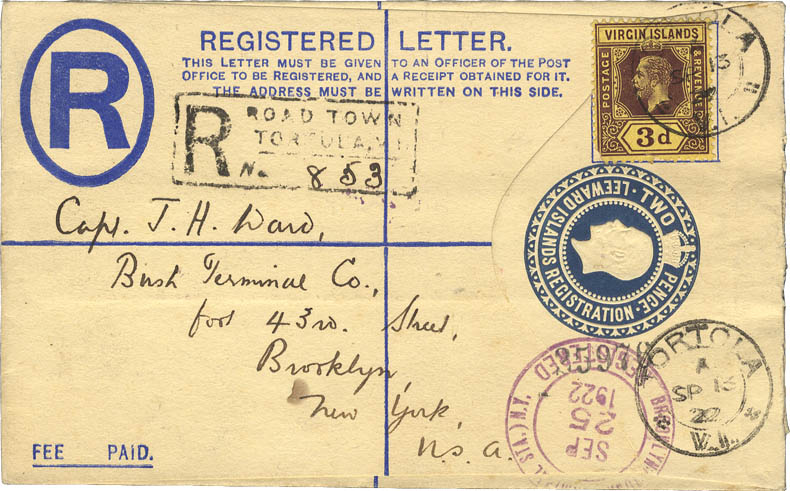 R
REGISTERED LETTER.
THIS LETTER MUST BE GIVEN TO AN OFFICER OF THE POST
OFFICE TO BE REGISTERED, AND A RECEIPT OBTAINED FOR IT.
THE ADDRESS MUST BE WRITTEN ON THIS SIDE.
VIRGIN ISLANDS
POSTAGE & REVENUE
3d
R
ROAD TOWN
TORTOLA, V.I.
No. 853
TWO PENCE
LEEWARD ISLANDS REGISTRATION
Capt. J. H. Ward,
Bush Terminal Co.,
foot 43rd. Street,
Brooklyn,
New York,
U.S.a.
TORTOLA
A
SP 13
22
W.I.
REGISTERED
BROOKLYN
STA.) N.Y.
SEP
25
1922
FEE PAID.